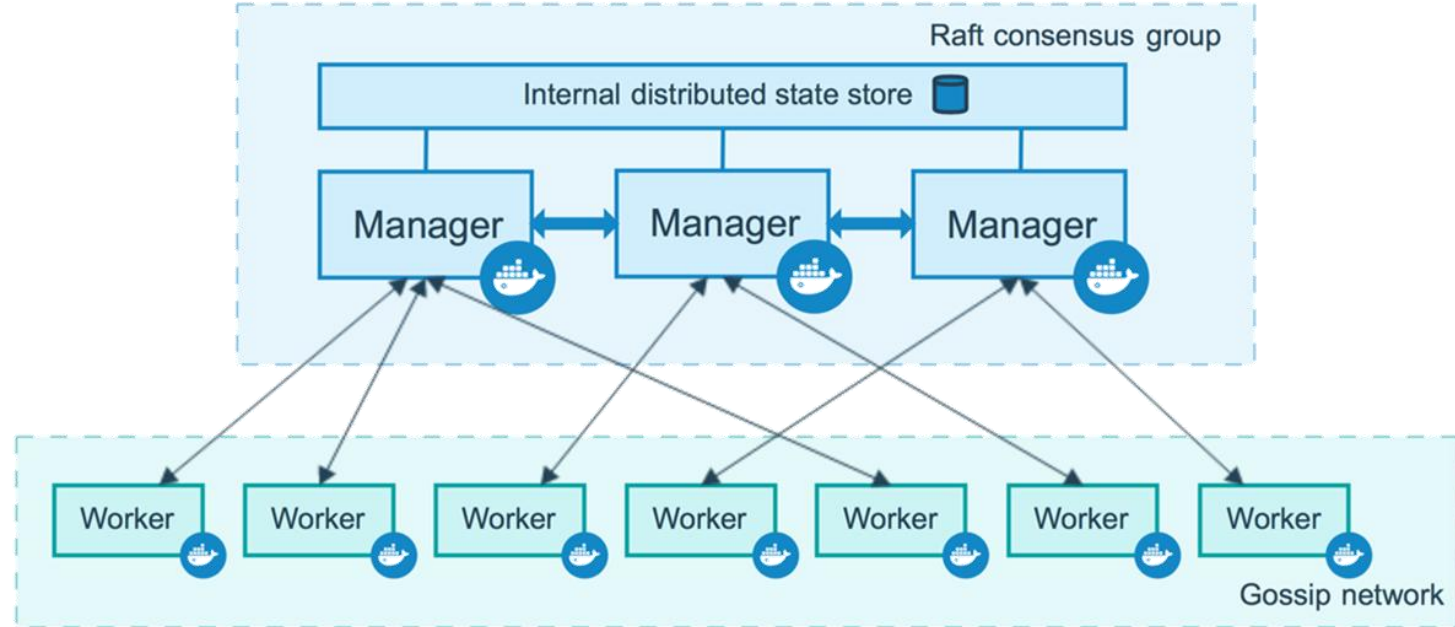 Raft consensus group
Internal distributed state store
Manager
Manager
Manager
Worker
Worker
Worker
Worker
Worker
Worker
Worker
Gossip network